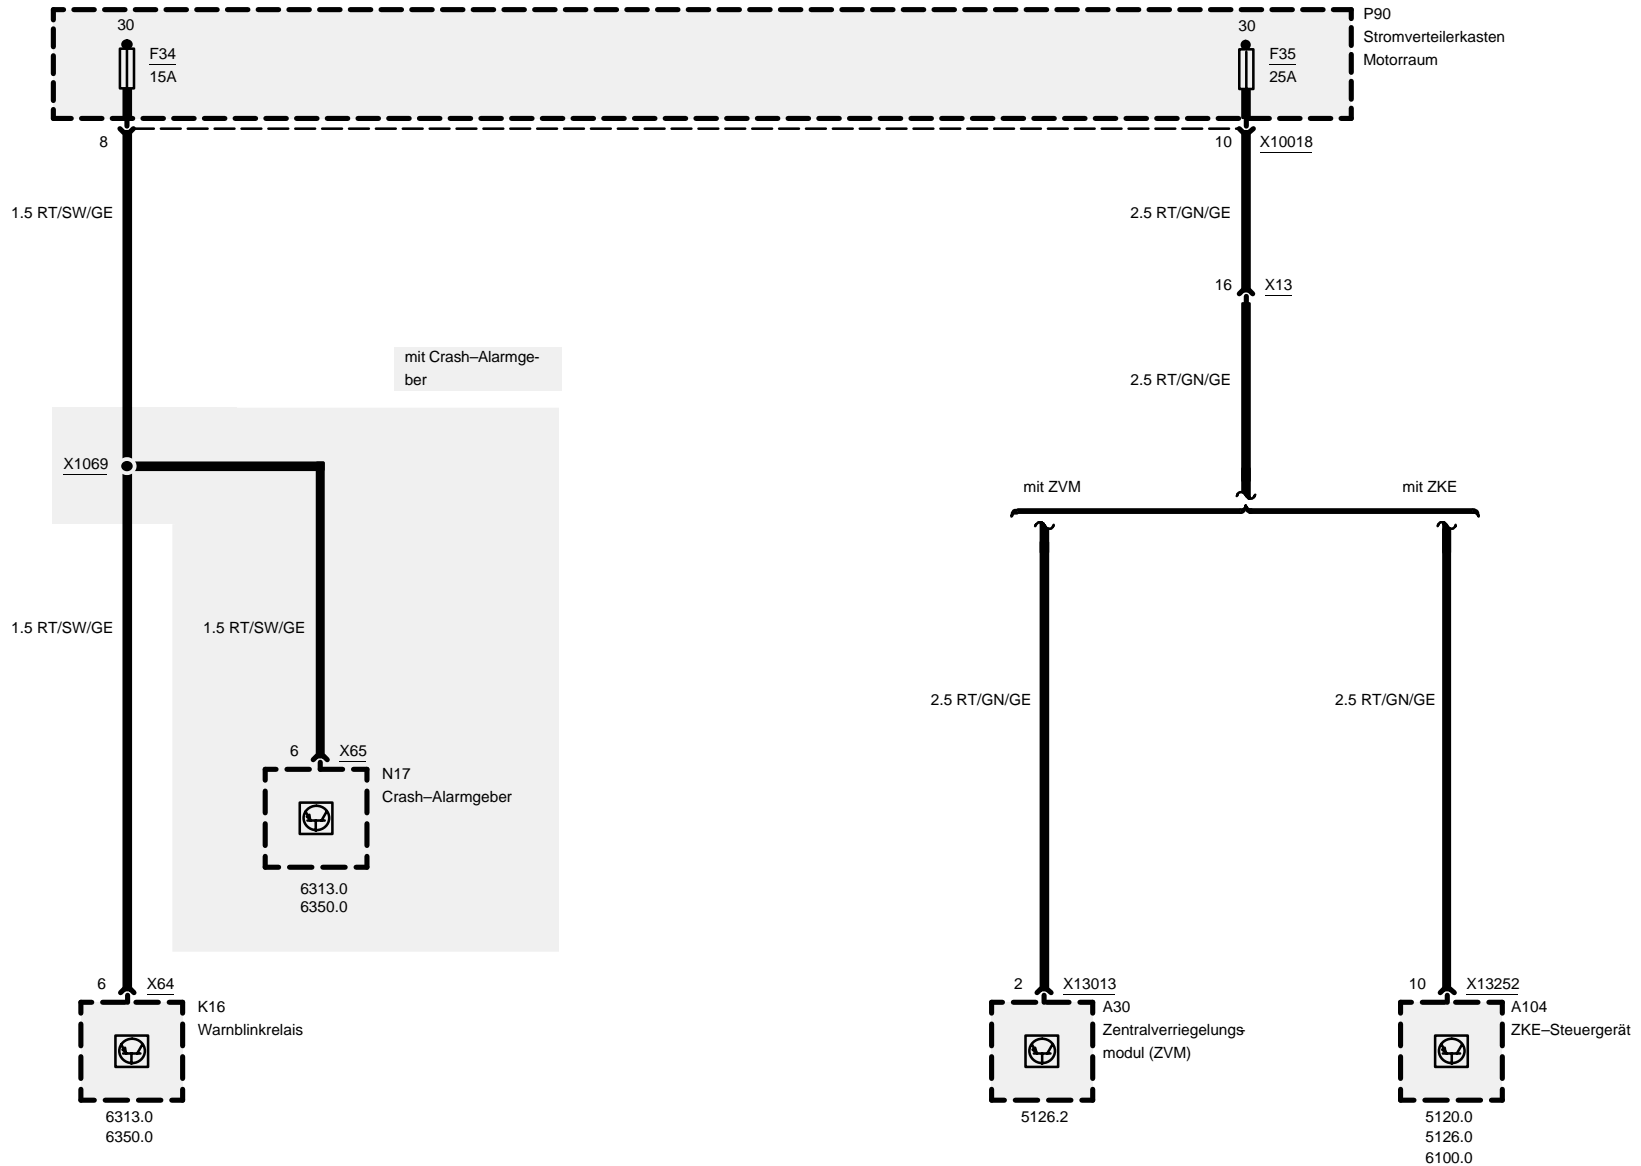 30
F34
15A
30
F35
25A
P90
Stromverteilerkasten
Motorraum
8
10 X10018
1.5 RT/SW/GE
2.5 RT/GN/GE
16 X13
mit Crash–Alarmge-
ber
2.5 RT/GN/GE
X1069
mit ZVM
mit ZKE
1.5 RT/SW/GE
1.5 RT/SW/GE
2.5 RT/GN/GE
2.5 RT/GN/GE
6 X65
N17
Crash–Alarmgeber
6313.0
6350.0
6 X64
K16
Warnblinkrelais
6313.0
6350.0
2 X13013
A30
Zentralverriegelungs-
modul (ZVM)
5126.2
10 X13252
A104
ZKE–Steuergerät
5120.0
5126.0
6100.0